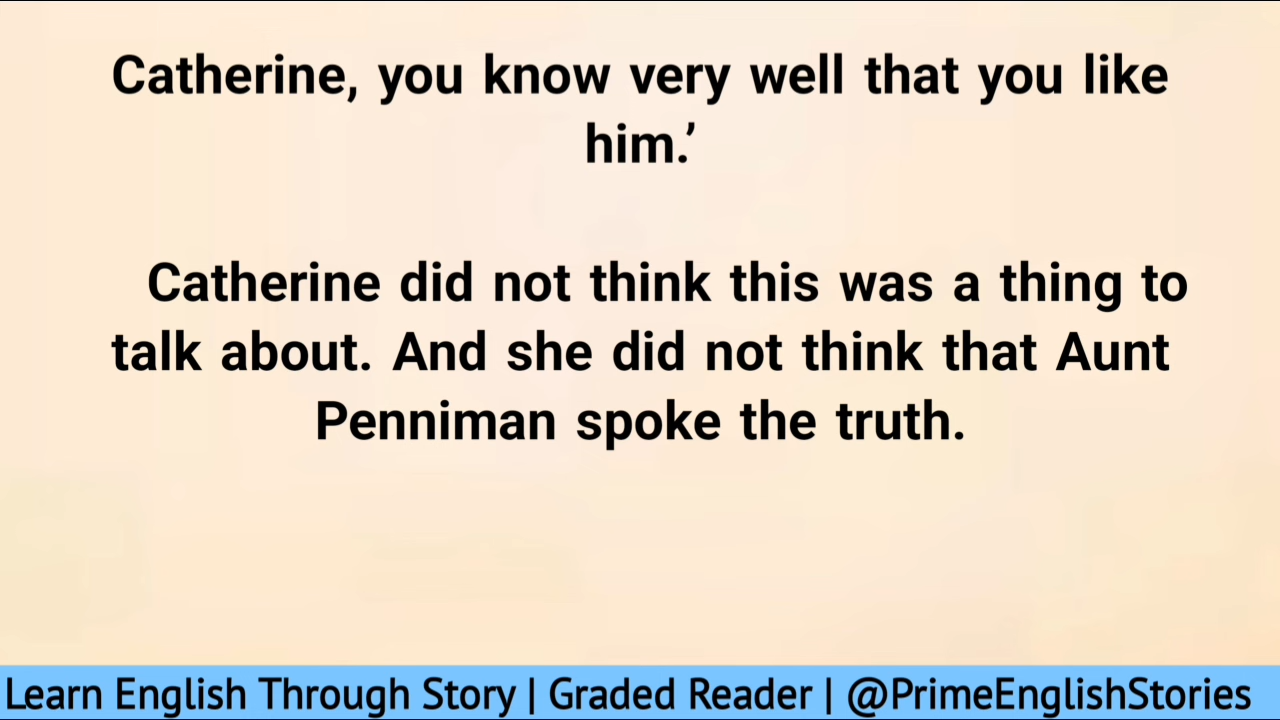 Catherine, you know very well that you like
him.’
Catherine did not think this was a thing to
talk about. And she did not think that Aunt
Penniman spoke the truth.
Learn English Through Story | Graded Reader | @PrimeEnglishStories